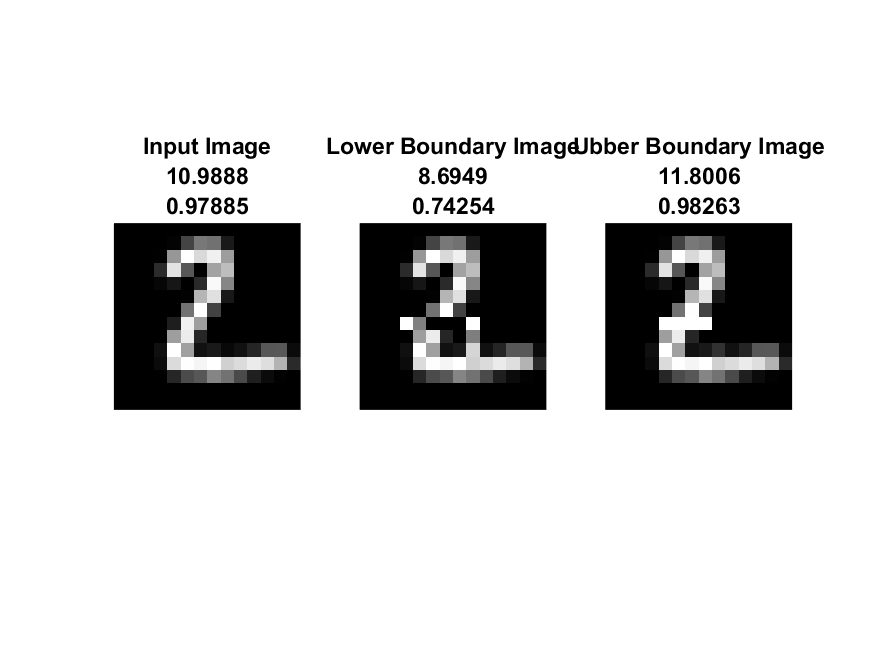 Input Image
10.9888
0.97885
Lower Boundary Image
8.6949
0.74254
Ubber Boundary Image
11.8006
0.98263